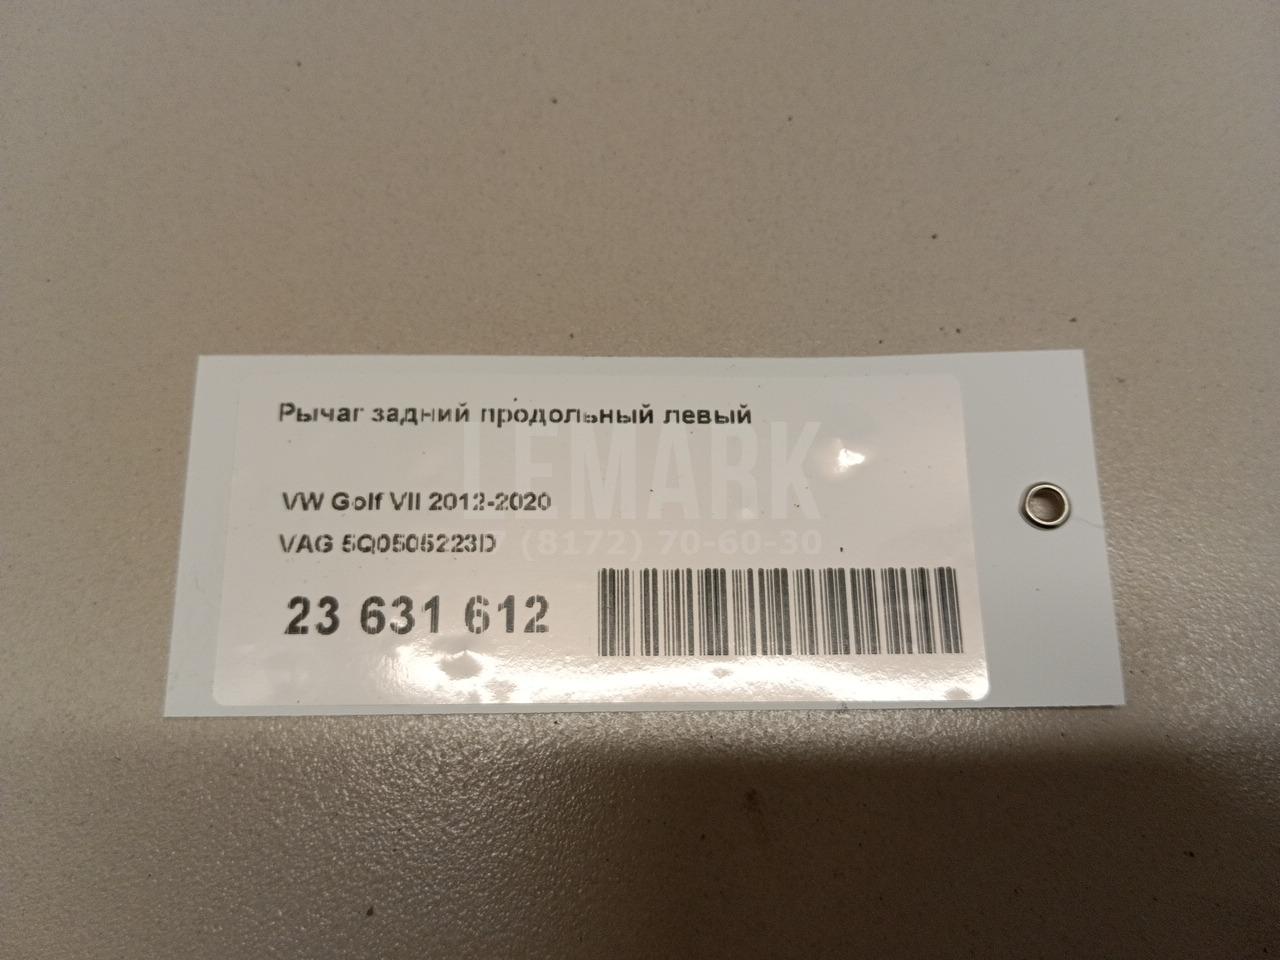 Рычаг задний продольный левый
LEMARK
VW Golf VII 2012-2020
VAG 5Q0505223D
7 (8172) 70-60-30
23 631 612